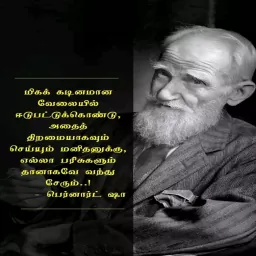 மிகக் கடினமான
வேலையில்
ஈடுபட்டுக்கொண்டு,
அதைத்
திறமையாகவும்
செய்யும் மனிதனுக்கு,
எல்லா பரிசுகளும்
தானாகவே வந்து
சேரும்..!
- பெர்னார்ட் ஷா